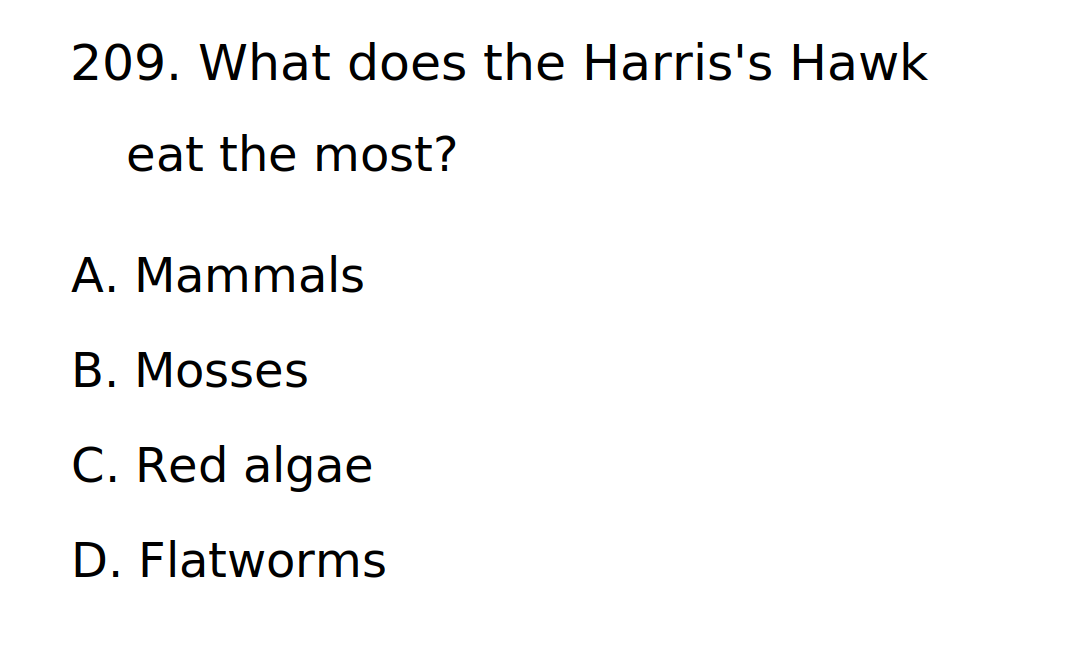 209. What does the Harris's Hawk
eat the most?
A. Mammals
B. Mosses
C. Red algae
D. Flatworms